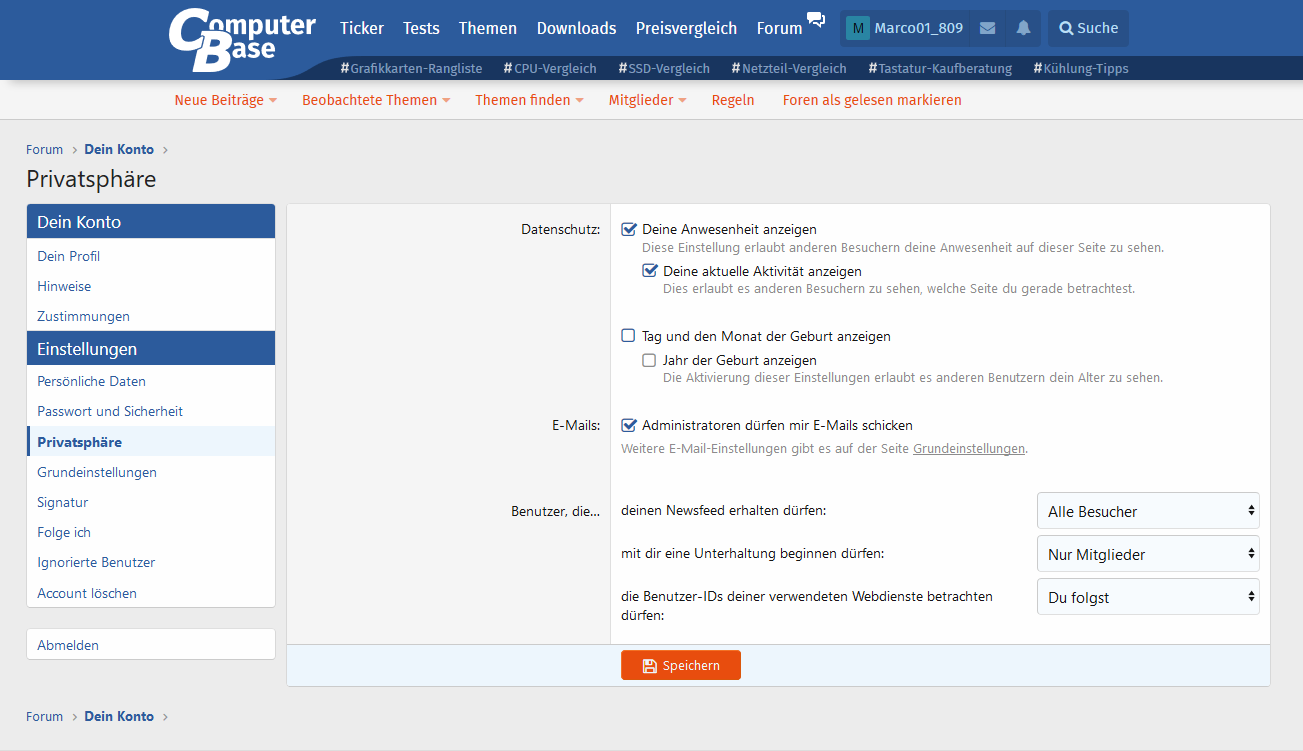 ComputerBase
Ticker Tests Themen Downloads Preisvergleich Forum M Marco01_809 Suche
#Grafikkarten-Rangliste #CPU-Vergleich #SSD-Vergleich #Netzteil-Vergleich #Tastatur-Kaufberatung #Kühlung-Tipps
Neue Beiträge Beobachtete Themen Themen finden Mitglieder Regeln Foren als gelesen markieren
Forum › Dein Konto ›
Privatsphäre
Dein Konto
Dein Profil
Hinweise
Zustimmungen
Einstellungen
Persönliche Daten
Passwort und Sicherheit
Privatsphäre
Grundeinstellungen
Signatur
Folge ich
Ignorierte Benutzer
Account löschen
Abmelden
Datenschutz: Deine Anwesenheit anzeigen
Diese Einstellung erlaubt anderen Besuchern deine Anwesenheit auf dieser Seite zu sehen.
Deine aktuelle Aktivität anzeigen
Dies erlaubt es anderen Besuchern zu sehen, welche Seite du gerade betrachtest.
Tag und den Monat der Geburt anzeigen
Jahr der Geburt anzeigen
Die Aktivierung dieser Einstellungen erlaubt es anderen Benutzern dein Alter zu sehen.
E-Mails: Administratoren dürfen mir E-Mails schicken
Weitere E-Mail-Einstellungen gibt es auf der Seite Grundeinstellungen.
Benutzer, die... deinen Newsfeed erhalten dürfen: Alle Besucher
mit dir eine Unterhaltung beginnen dürfen: Nur Mitglieder
die Benutzer-IDs deiner verwendeten Webdienste betrachten Du folgst
dürfen:
Speichern
Forum › Dein Konto ›